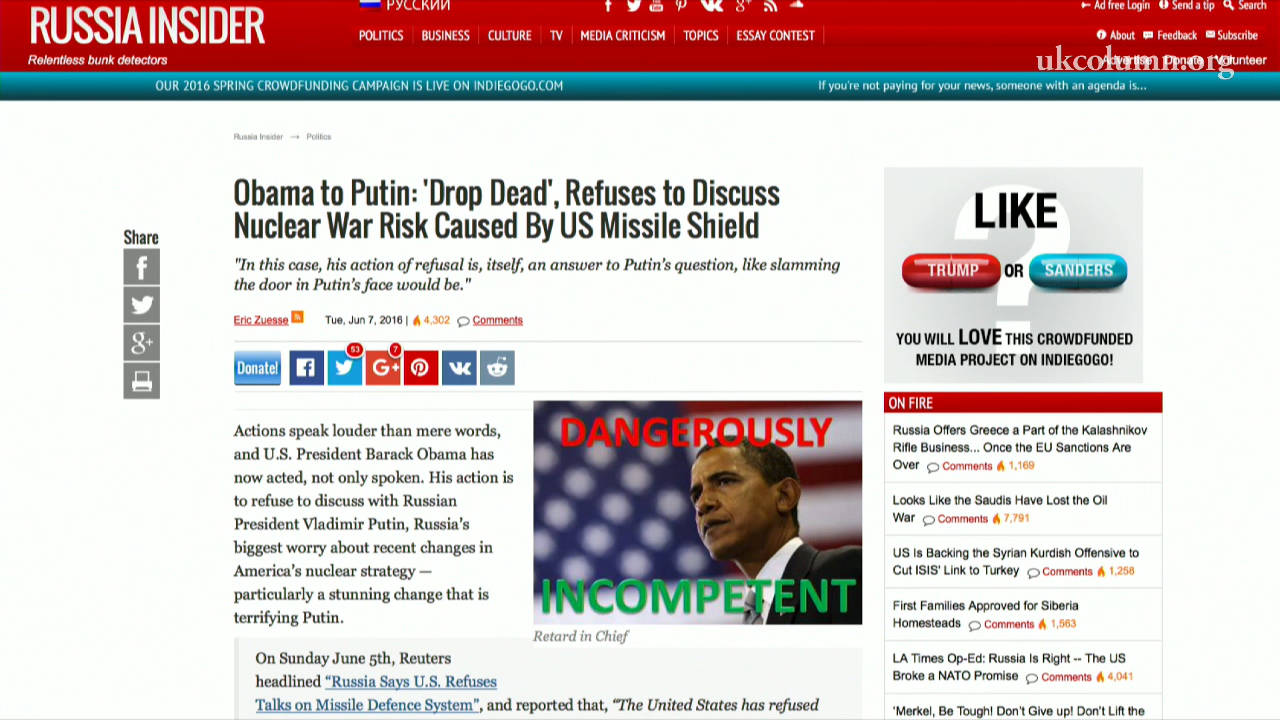 РУССКИЙ
Ad free Login Send a tip Search
RUSSIA INSIDER
POLITICS BUSINESS CULTURE TV MEDIA CRITICISM TOPICS ESSAY CONTEST
About Feedback Subscribe
Relentless bunk detectors
Advertise Donate Volunteer
ukcolumn.org
OUR 2016 SPRING CROWDFUNDING CAMPAIGN IS LIVE ON INDIEGOGO.COM
If you're not paying for your news, someone with an agenda is...
Russia Insider → Politics
Obama to Putin: 'Drop Dead', Refuses to Discuss
Nuclear War Risk Caused By US Missile Shield
"In this case, his action of refusal is, itself, an answer to Putin's question, like slamming
the door in Putin's face would be."
Eric Zuesse Tue, Jun 7, 2016 | 4,302 Comments
Share
Donate!
53
7
Actions speak louder than mere words,
and U.S. President Barack Obama has
now acted, not only spoken. His action is
to refuse to discuss with Russian
President Vladimir Putin, Russia's
biggest worry about recent changes in
America's nuclear strategy —
particularly a stunning change that is
terrifying Putin.
DANGEROUSLY
INCOMPETENT
Retard in Chief
On Sunday June 5th, Reuters
headlined "Russia Says U.S. Refuses
Talks on Missile Defence System", and reported that, "The United States has refused
LIKE
TRUMP OR SANDERS
?
YOU WILL LOVE THIS CROWDFUNDED
MEDIA PROJECT ON INDIEGOGO!
ON FIRE
Russia Offers Greece a Part of the Kalashnikov
Rifle Business... Once the EU Sanctions Are
Over Comments 1,169
Looks Like the Saudis Have Lost the Oil
War Comments 7,791
US Is Backing the Syrian Kurdish Offensive to
Cut ISIS' Link to Turkey Comments 1,258
First Families Approved for Siberia
Homesteads Comments 1,563
LA Times Op-Ed: Russia Is Right -- The US
Broke a NATO Promise Comments 4,041
'Merkel, Be Tough! Don't Give up! Don't Lift the